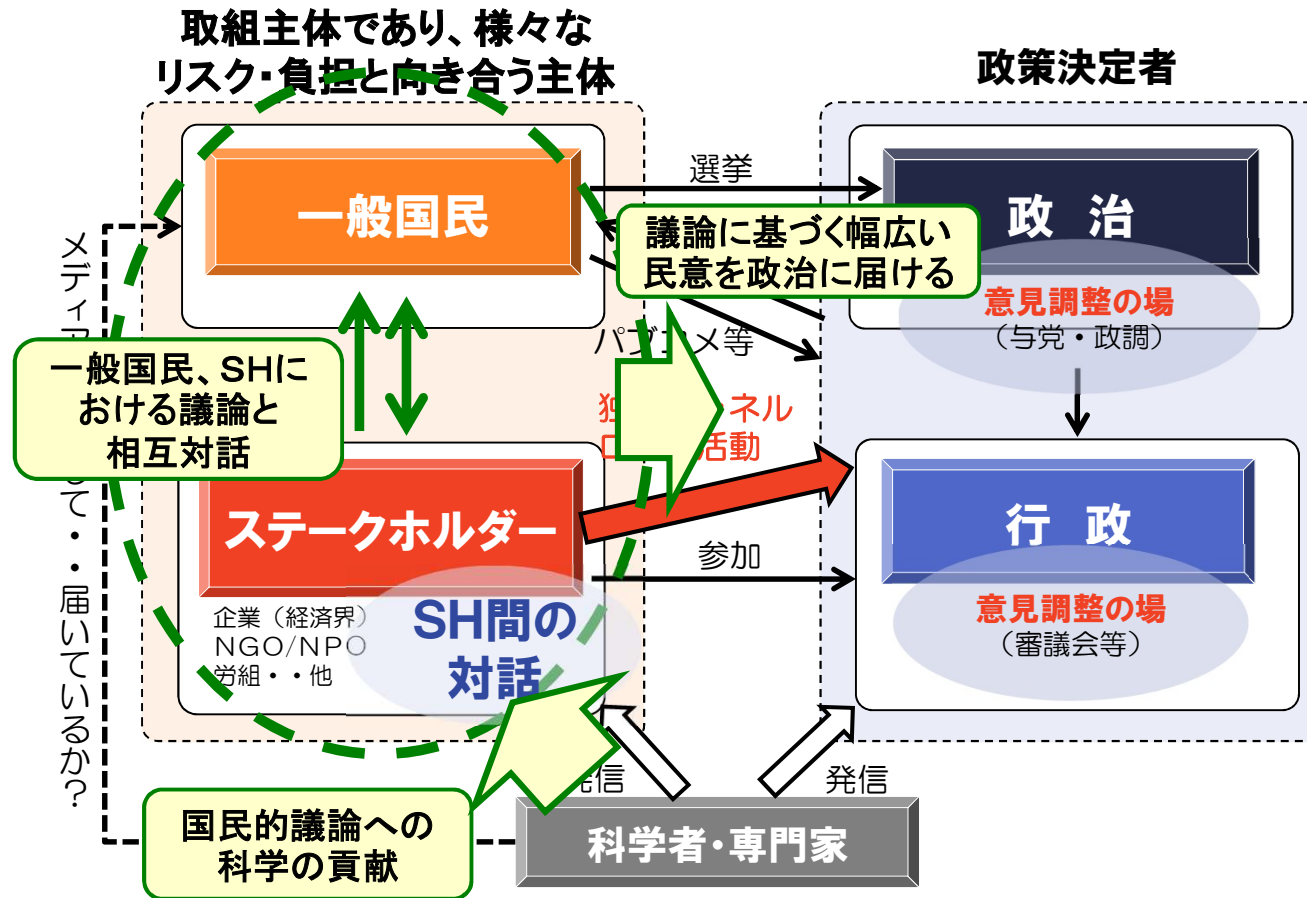 取組主体であり、様々な
リスク・負担と向き合う主体
政策決定者
一般国民
選挙
政 治
議論に基づく幅広い
民意を政治に届ける
意見調整の場
（与党・政調）
パブコメ等
一般国民、SHに
おける議論と
相互対話
ネル
活動
ステークホルダー
参加
行 政
意見調整の場
（審議会等）
企業（経済界）
NGO/NPO
労組・・他
SH間の
対話
メディア
て・・届いているか？
発信
発信
国民的議論への
科学の貢献
科学者・専門家